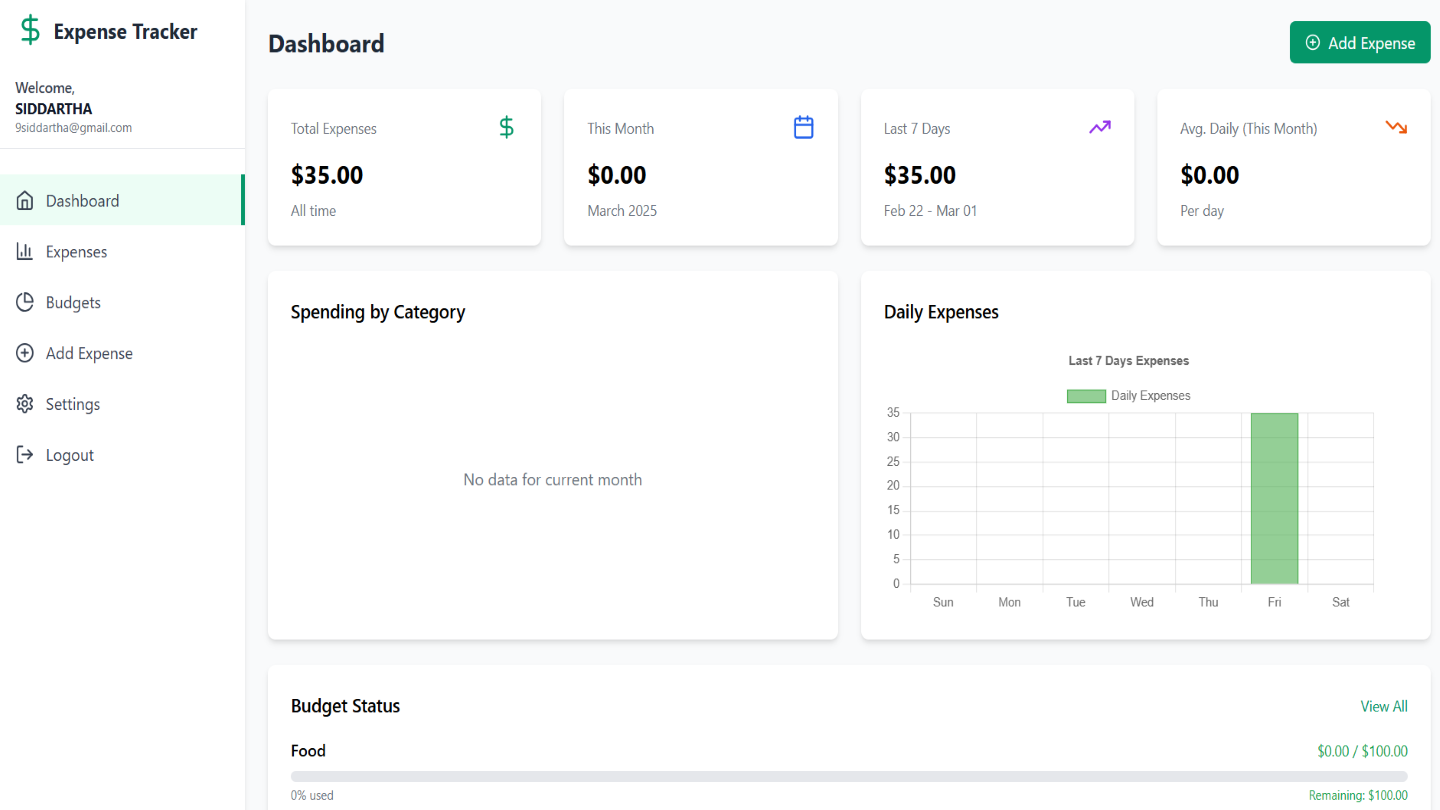 Expense Tracker
Welcome,
SIDDARTHA
9siddartha@gmail.com
Dashboard
Expenses
Budgets
Add Expense
Settings
Logout
Dashboard
Add Expense
Total Expenses
$35.00
All time
This Month
$0.00
March 2025
Last 7 Days
$35.00
Feb 22 - Mar 01
Avg. Daily (This Month)
$0.00
Per day
Spending by Category
No data for current month
Daily Expenses
Last 7 Days Expenses
Daily Expenses
35
30
25
20
15
10
5
0
Sun Mon Tue Wed Thu Fri Sat
Budget Status
View All
Food
$0.00 / $100.00
0% used
Remaining: $100.00